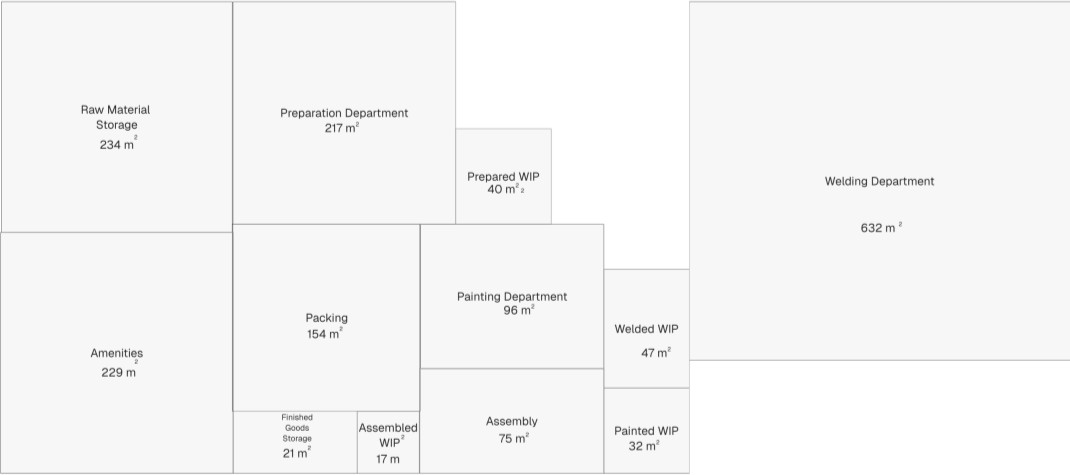 Raw Material
Storage
234 m²
Preparation Department
217 m²
Prepared WIP
40 m² ₂
Welding Department
632 m ²
Packing
154 m²
Painting Department
96 m²
Welded WIP
47 m²
Amenities
229 m ²
Finished
Goods
Storage
21 m²
Assembled
WIP²
17 m
Assembly
75 m²
Painted WIP
32 m²